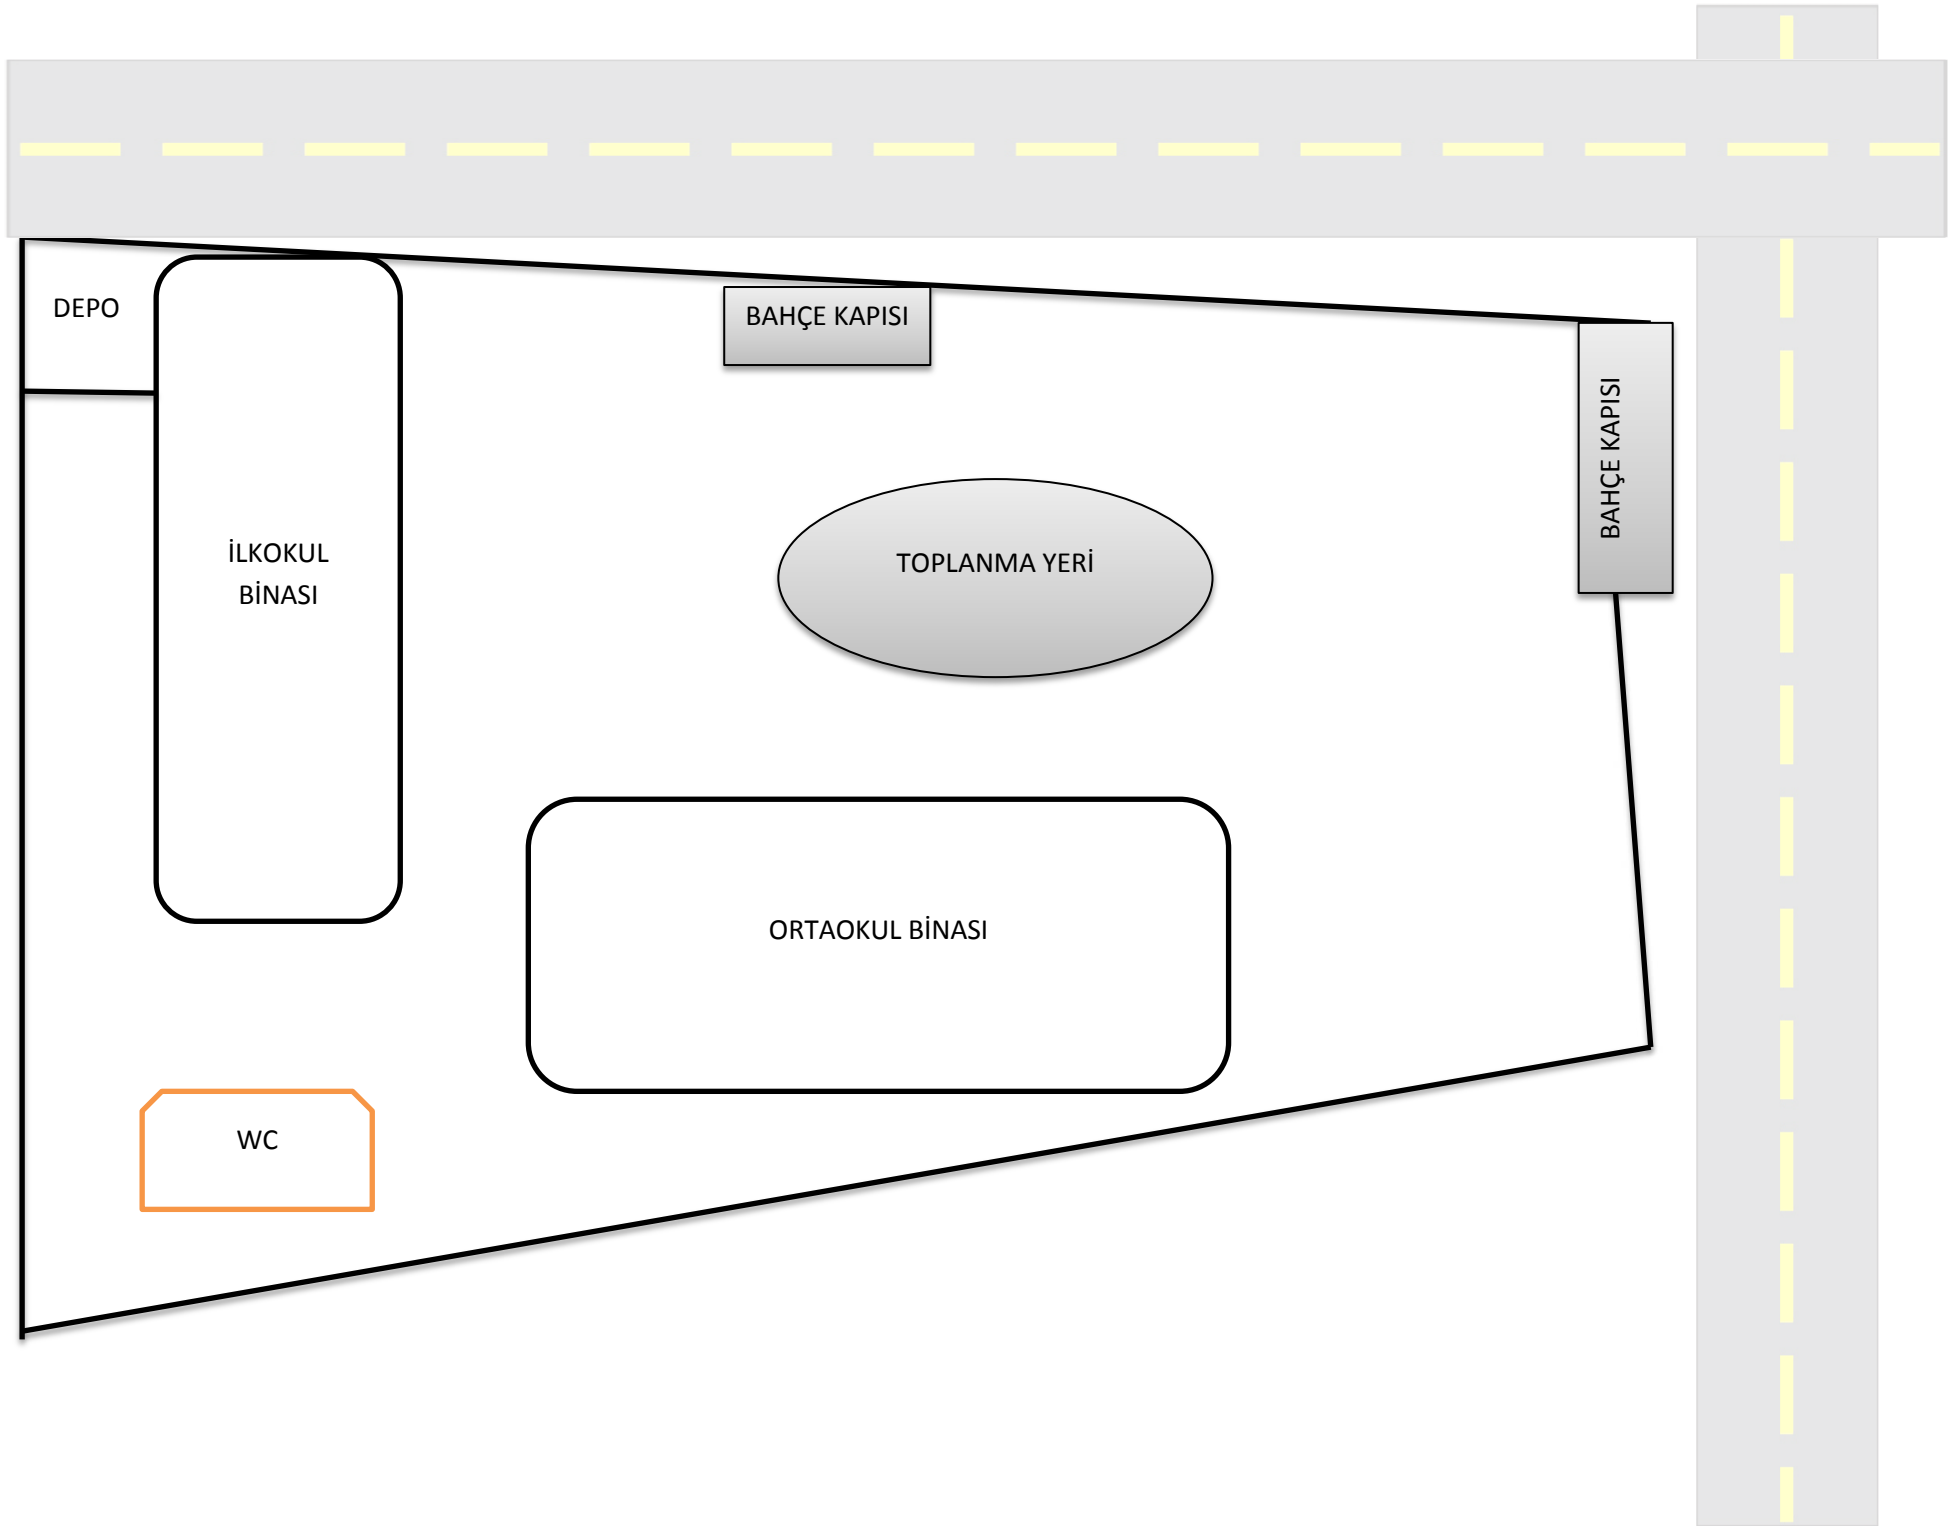 DEPO
BAHÇE KAPISI
BAHÇE KAPISI
İLKOKUL
BİNASI
TOPLANMA YERİ
ORTAOKUL BİNASI
WC